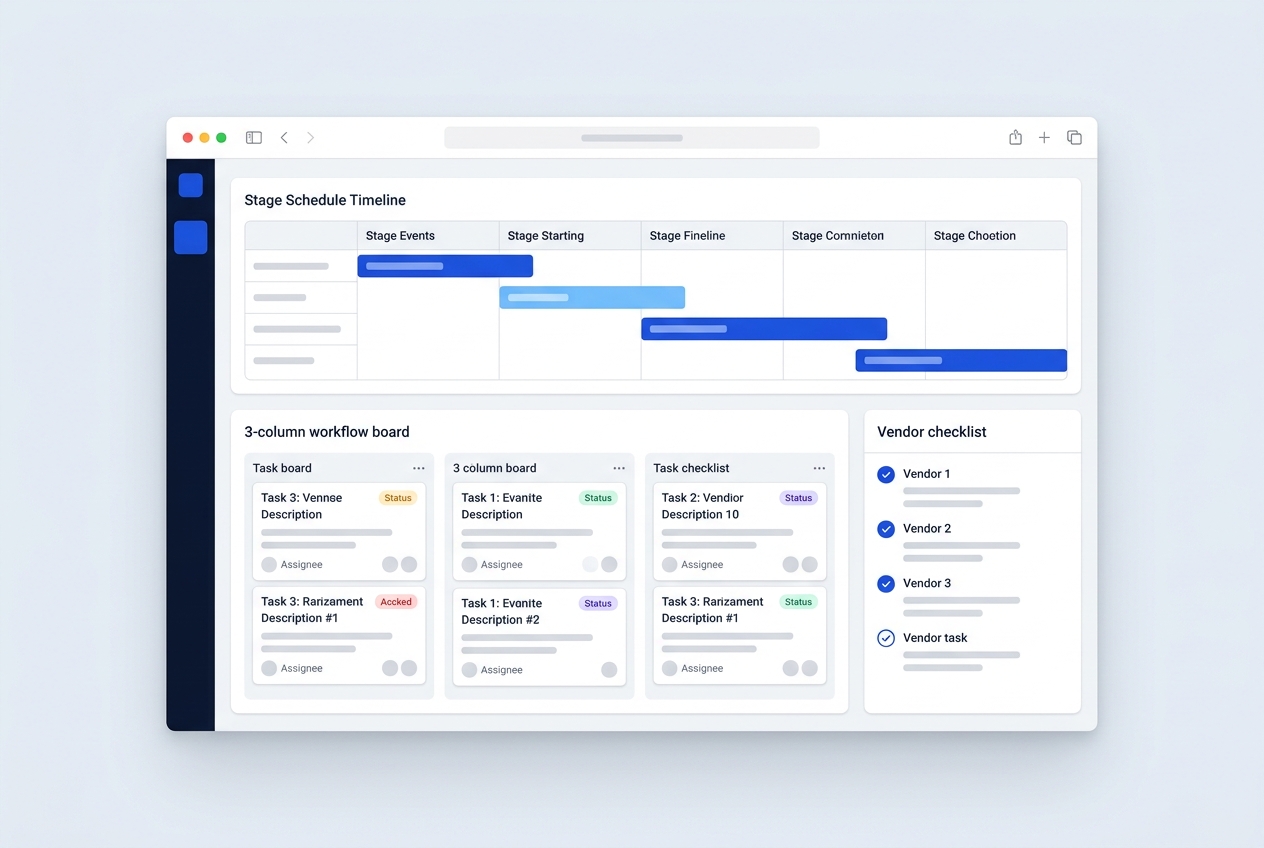 Stage Schedule Timeline
Stage Events
Stage Starting
Stage Fineline
Stage Comnieton
Stage Chootion
3-column workflow board
Task board
Task 3: Vennse
Description
Status
Assignee
Task 3: Rarizament
Description #1
Accked
Assignee
3 column board
Task 1: Evanite
Description
Status
Assignee
Task 1: Evanite
Description #2
Status
Assignee
Task checklist
Task 2: Vendior
Description 10
Status
Assignee
Task 3: Rarizament
Description #1
Status
Assignee
Vendor checklist
Vendor 1
Vendor 2
Vendor 3
Vendor task